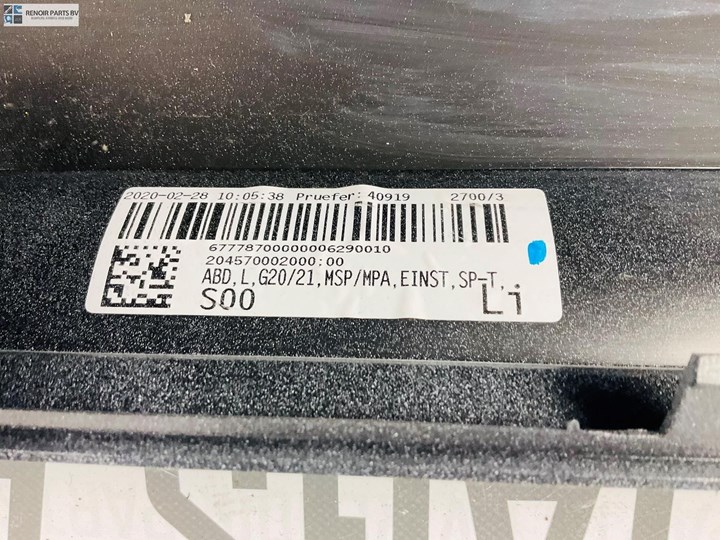 RENOIR PARTS BV
2020-02-28 10:05:38 Pruefer: 40919 2700/3
67778700000006290010
204570002000:00
ABD,L,G20/21,MSP/MPA,EINST,SP-T,.
S00 Li